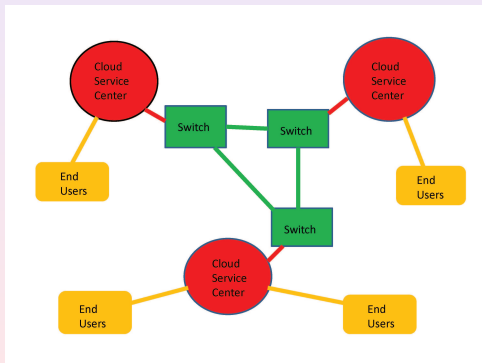 Cloud
Service
Center
Cloud
Service
Center
Switch
Switch
End
Users
End
Users
Switch
Cloud
Service
Center
End
Users
End
Users